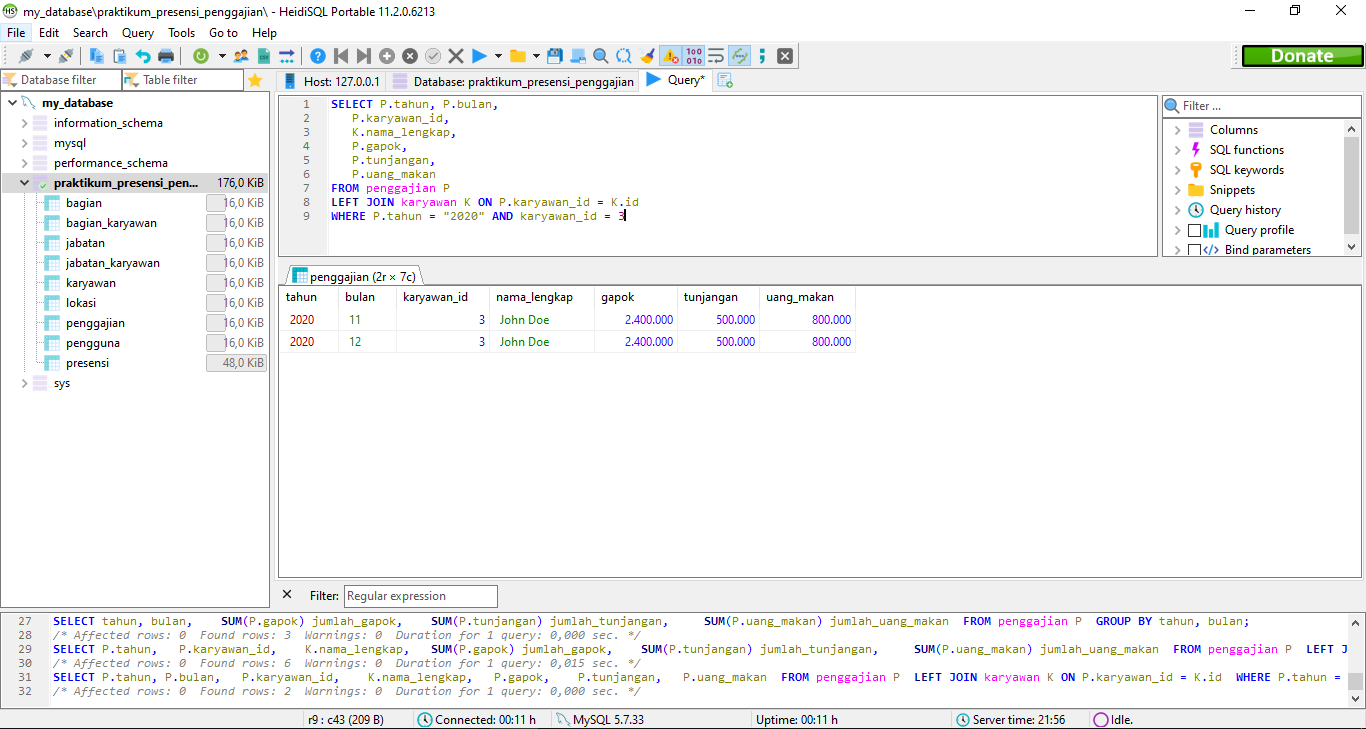 my_database\praktikum_presensi_penggajian\ - HeidiSQL Portable 11.2.0.6213
File Edit Search Query Tools Go to Help
Donate
Database filter Table filter
Host: 127.0.0.1 Database: praktikum_presensi_penggajian Query*
my_database
information_schema
mysql
performance_schema
praktikum_presensi_pen... 176,0 KiB
bagian 16,0 KiB
bagian_karyawan 16,0 KiB
jabatan 16,0 KiB
jabatan_karyawan 16,0 KiB
karyawan 16,0 KiB
lokasi 16,0 KiB
penggajian 16,0 KiB
pengguna 16,0 KiB
presensi 48,0 KiB
sys
1 SELECT P.tahun, P.bulan,
2 P.karyawan_id,
3 K.nama_lengkap,
4 P.gapok,
5 P.tunjangan,
6 P.uang_makan
7 FROM penggajian P
8 LEFT JOIN karyawan K ON P.karyawan_id = K.id
9 WHERE P.tahun = "2020" AND karyawan_id = 3
Filter ...
Columns
SQL functions
SQL keywords
Snippets
Query history
Query profile
Bind parameters
penggajian (2r × 7c)
tahun bulan karyawan_id nama_lengkap gapok tunjangan uang_makan
2020 11 3 John Doe 2.400.000 500.000 800.000
2020 12 3 John Doe 2.400.000 500.000 800.000
Filter: Regular expression
27 SELECT tahun, bulan, SUM(P.gapok) jumlah_gapok, SUM(P.tunjangan) jumlah_tunjangan, SUM(P.uang_makan) jumlah_uang_makan FROM penggajian P GROUP BY tahun, bulan;
28 /* Affected rows: 0 Found rows: 3 Warnings: 0 Duration for 1 query: 0,000 sec. */
29 SELECT P.tahun, P.karyawan_id, K.nama_lengkap, SUM(P.gapok) jumlah_gapok, SUM(P.tunjangan) jumlah_tunjangan, SUM(P.uang_makan) jumlah_uang_makan FROM penggajian P LEFT J
30 /* Affected rows: 0 Found rows: 6 Warnings: 0 Duration for 1 query: 0,015 sec. */
31 SELECT P.tahun, P.bulan, P.karyawan_id, K.nama_lengkap, P.gapok, P.tunjangan, P.uang_makan FROM penggajian P LEFT JOIN karyawan K ON P.karyawan_id = K.id WHERE P.tahun =
32 /* Affected rows: 0 Found rows: 2 Warnings: 0 Duration for 1 query: 0,000 sec. */
r9 : c43 (209 B) Connected: 00:11 h MySQL 5.7.33 Uptime: 00:11 h Server time: 21:56 Idle.